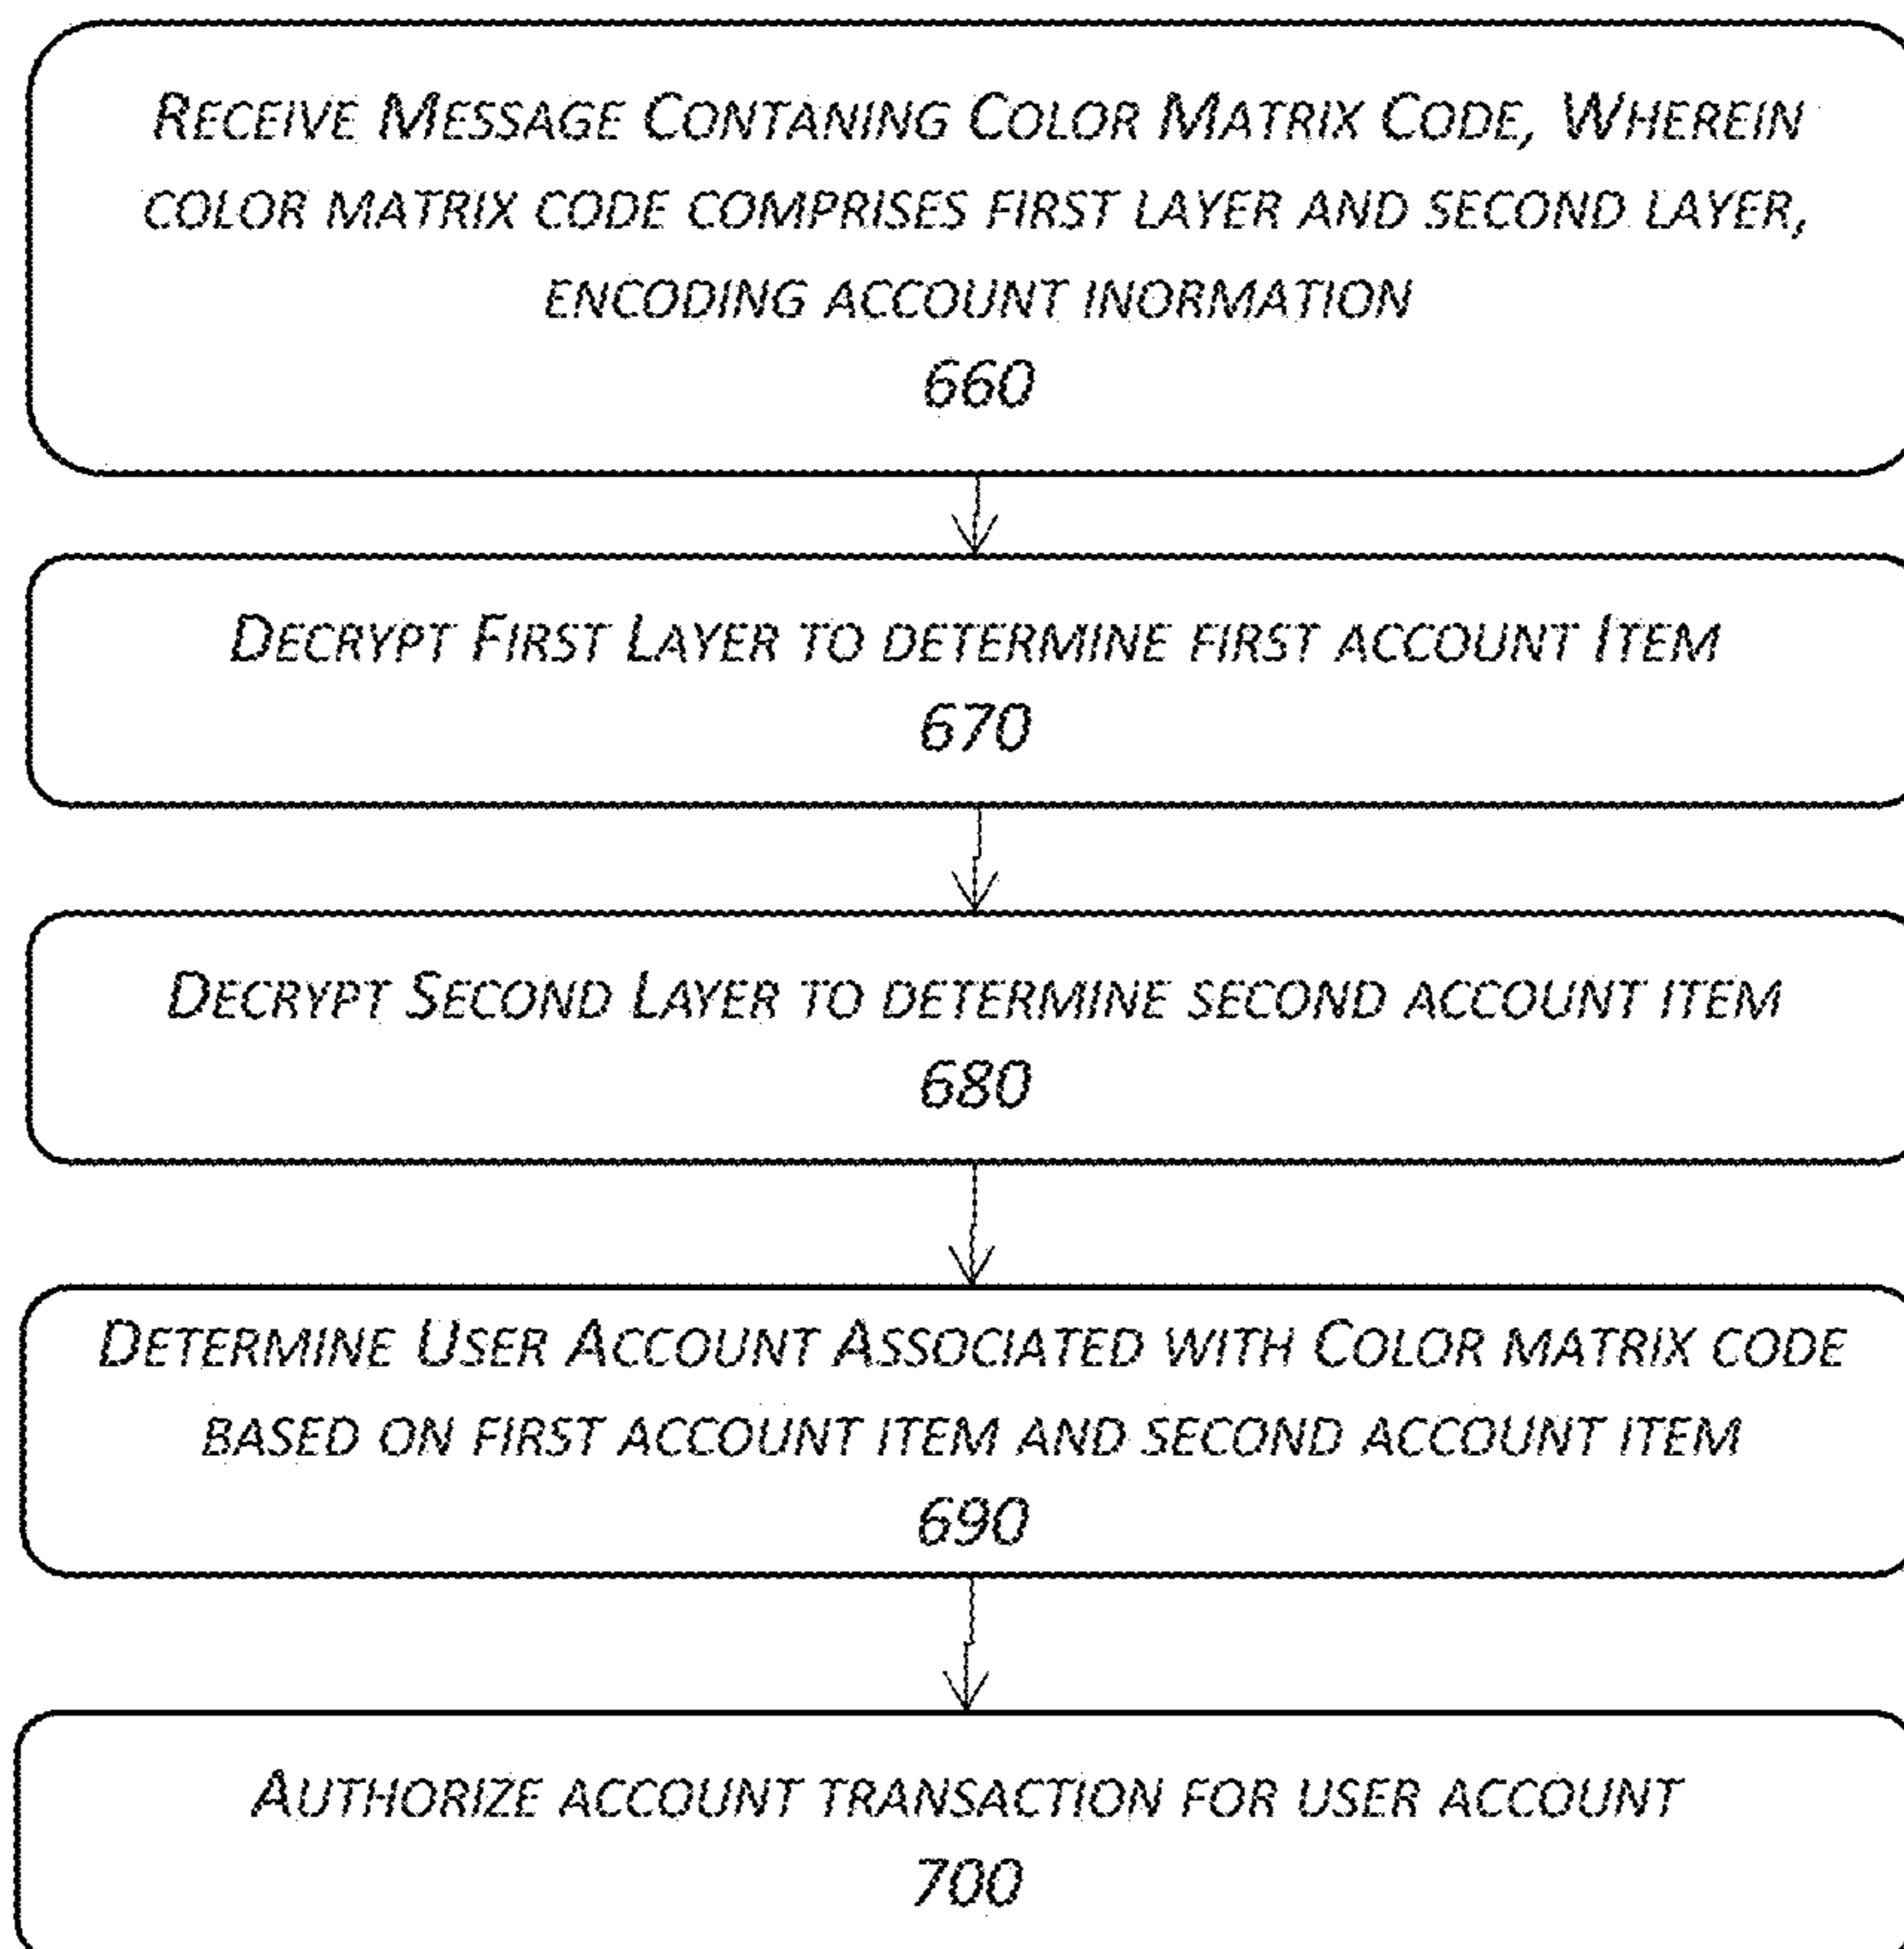 RECEIVE MESSAGE CONTANING COLOR MATRIX CODE, WHEREIN
COLOR MATRIX CODE COMPRISES FIRST LAYER AND SECOND LAYER,
ENCODING ACCOUNT INORMATION
660
DECRYPT FIRST LAYER TO DETERMINE FIRST ACCOUNT ITEM
670
DECRYPT SECOND LAYER TO DETERMINE SECOND ACCOUNT ITEM
680
DETERMINE USER ACCOUNT ASSOCIATED WITH COLOR MATRIX CODE
BASED ON FIRST ACCOUNT ITEM AND SECOND ACCOUNT ITEM
690
AUTHORIZE ACCOUNT TRANSACTION FOR USER ACCOUNT
700